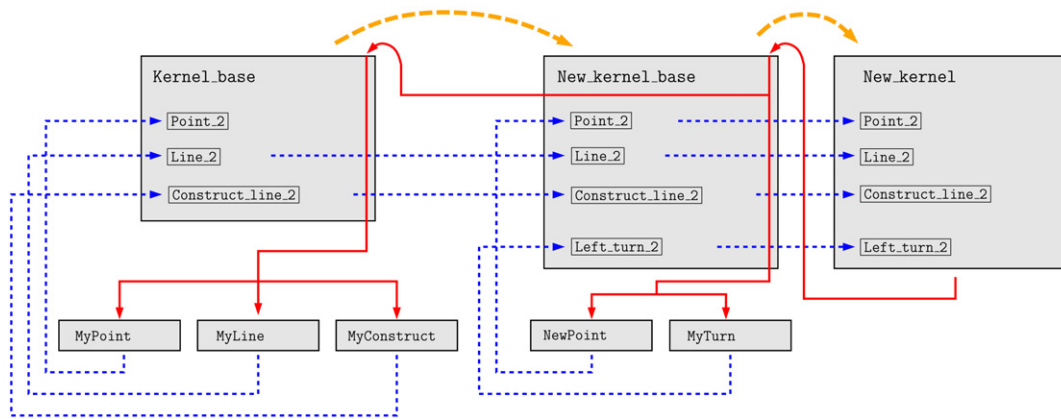 Kernel_base
Point_2
Line_2
Construct_line_2
New_kernel_base
Point_2
Line_2
Construct_line_2
Left_turn_2
New_kernel
Point_2
Line_2
Construct_line_2
Left_turn_2
MyPoint
MyLine
MyConstruct
NewPoint
MyTurn